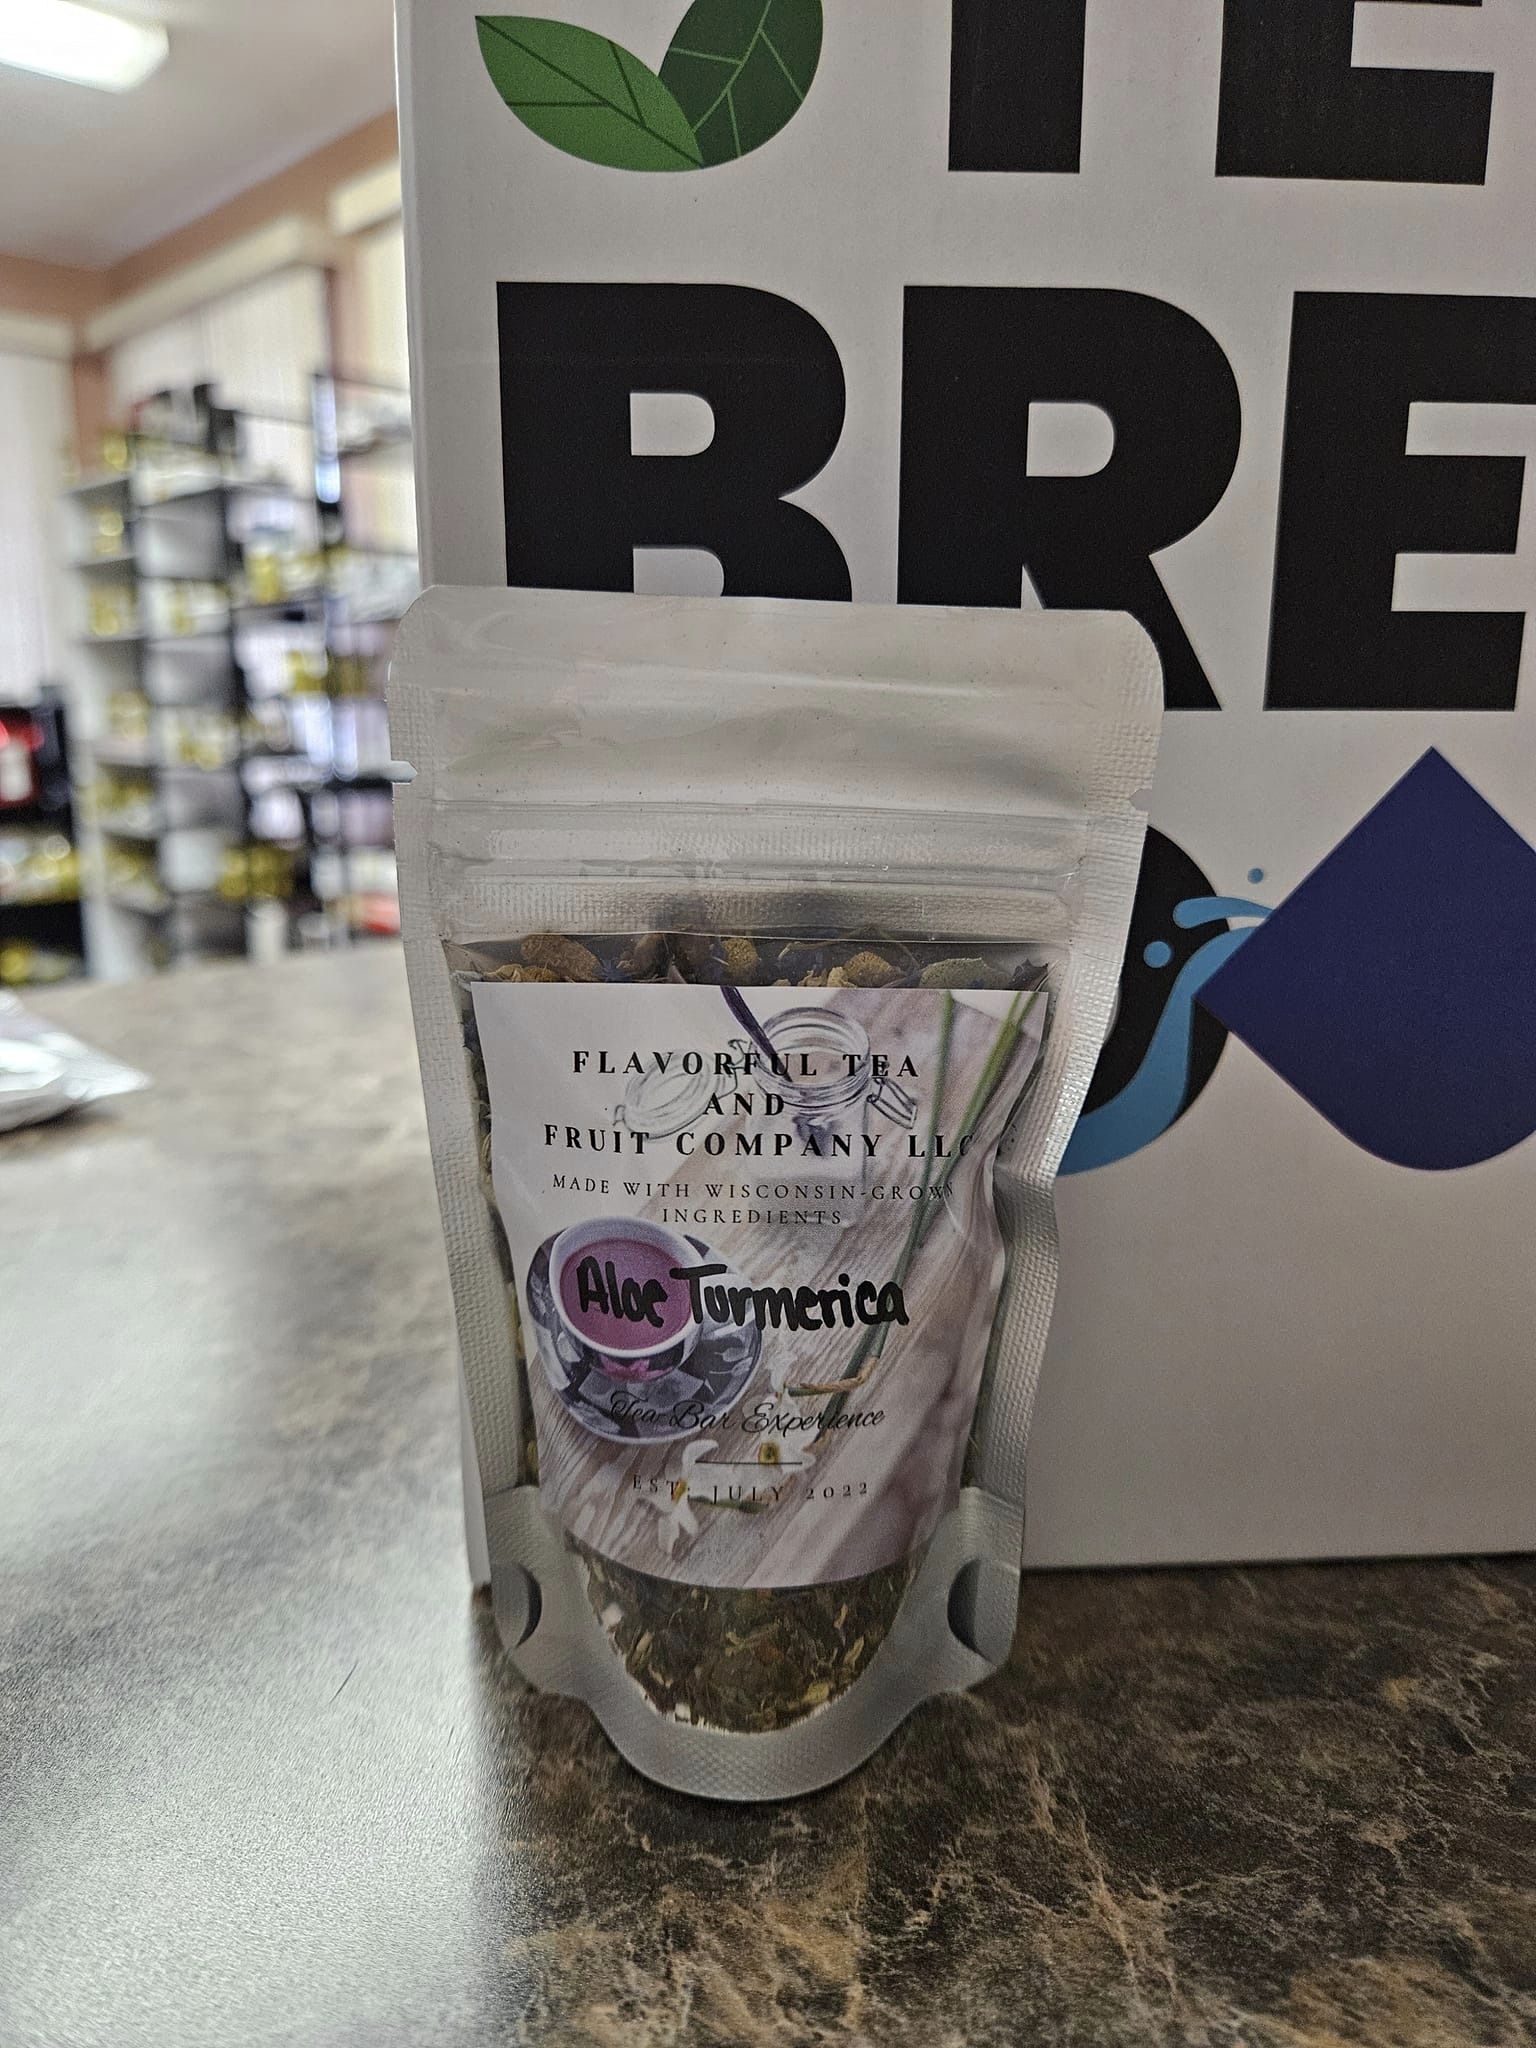 TE
BRE
FLAVORFUL TEA
AND
FRUIT COMPANY LLC
MADE WITH WISCONSIN-GROWN
INGREDIENTS
Aloe Turmerica
Tea Bar Experience
EST: JULY 2022